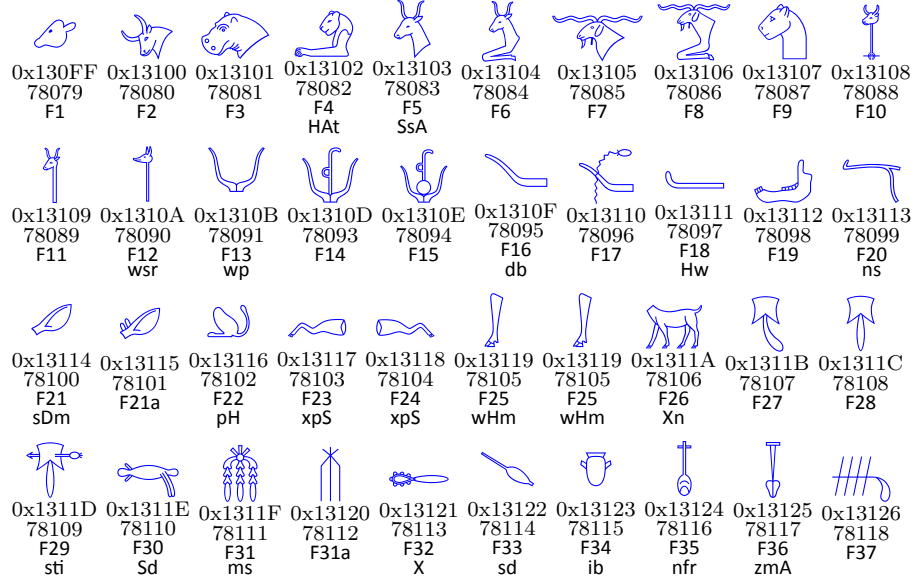 0x130FF 0x13100 0x13101 0x13102 0x13103 0x13104 0x13105 0x13106 0x13107 0x13108
78079 78080 78081 78082 78083 78084 78085 78086 78087 78088
F1 F2 F3 F4 F5 F6 F7 F8 F9 F10
HAt SsA
0x13109 0x1310A 0x1310B 0x1310D 0x1310E 0x1310F 0x13110 0x13111 0x13112 0x13113
78089 78090 78091 78093 78094 78095 78096 78097 78098 78099
F11 F12 F13 F14 F15 F16 F17 F18 F19 F20
wsr wp db Hw ns
0x13114 0x13115 0x13116 0x13117 0x13118 0x13119 0x13119 0x1311A 0x1311B 0x1311C
78100 78101 78102 78103 78104 78105 78105 78106 78107 78108
F21 F21a F22 F23 F24 F25 F25 F26 F27 F28
sDm pH xpS xpS wHm wHm Xn
0x1311D 0x1311E 0x1311F 0x13120 0x13121 0x13122 0x13123 0x13124 0x13125 0x13126
78109 78110 78111 78112 78113 78114 78115 78116 78117 78118
F29 F30 F31 F31a F32 F33 F34 F35 F36 F37
sti Sd ms X sd ib nfr zmA